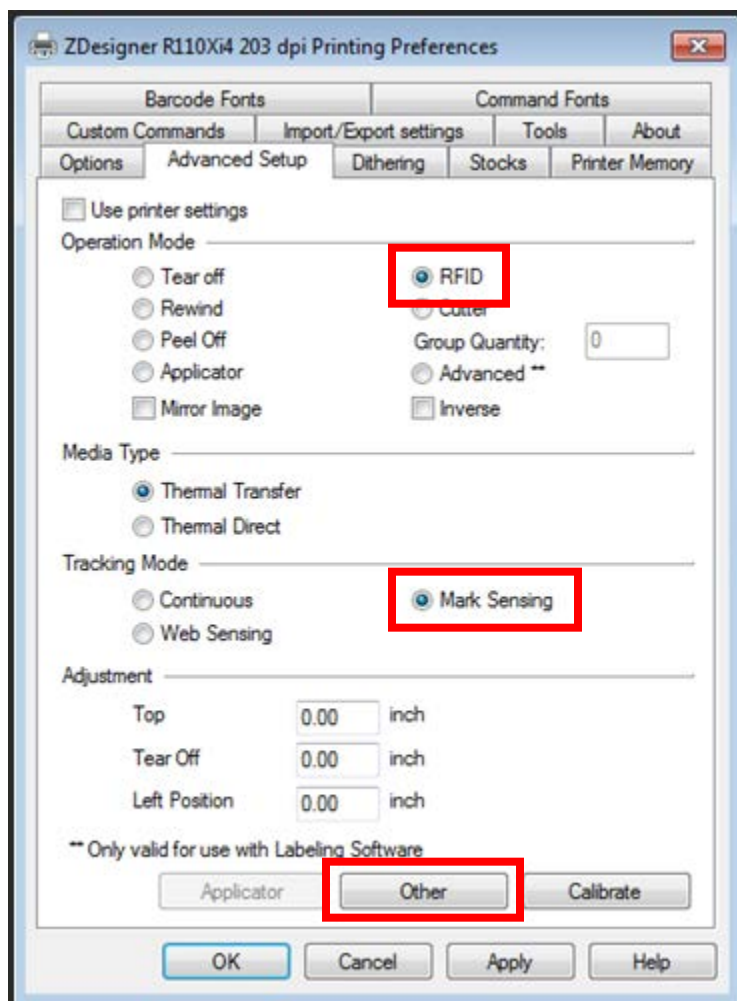 ZDesigner R110Xi4 203 dpi Printing Preferences
Barcode Fonts Command Fonts
Custom Commands Import/Export settings Tools About
Options Advanced Setup Dithering Stocks Printer Memory
Use printer settings
Operation Mode
Tear off RFID
Rewind Cutter
Peel Off Group Quantity: 0
Applicator Advanced **
Mirror Image Inverse
Media Type
Thermal Transfer
Thermal Direct
Tracking Mode
Continuous Mark Sensing
Web Sensing
Adjustment
Top 0.00 inch
Tear Off 0.00 inch
Left Position 0.00 inch
** Only valid for use with Labeling Software
Applicator Other Calibrate
OK Cancel Apply Help